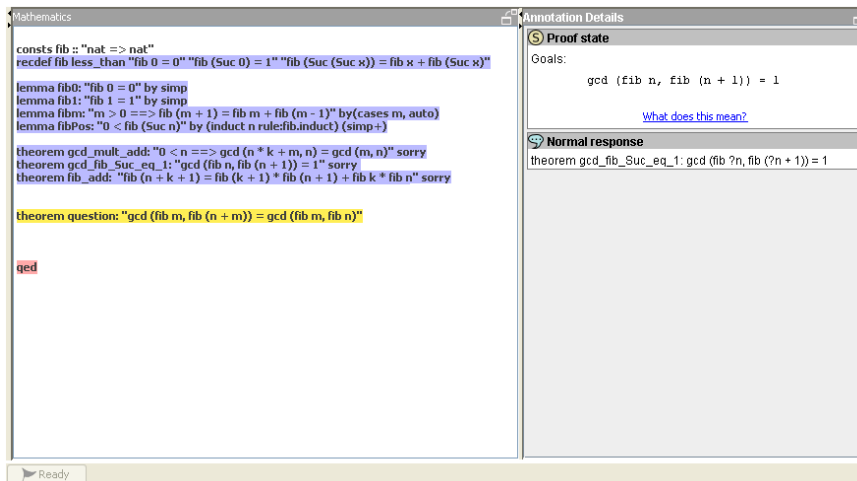 Mathematics
consts fib :: "nat => nat"
recdef fib less_than "fib 0 = 0" "fib (Suc 0) = 1" "fib (Suc (Suc x)) = fib x + fib (Suc x)"
lemma fib0: "fib 0 = 0" by simp
lemma fib1: "fib 1 = 1" by simp
lemma fibm: "m > 0 ==> fib (m + 1) = fib m + fib (m - 1)" by(cases m, auto)
lemma fibPos: "0 < fib (Suc n)" by (induct n rule:fib.induct) (simp+)
theorem gcd_mult_add: "0 < n ==> gcd (n * k + m, n) = gcd (m, n)" sorry
theorem gcd_fib_Suc_eq_1: "gcd (fib n, fib (n + 1)) = 1" sorry
theorem fib_add: "fib (n + k + 1) = fib (k + 1) * fib (n + 1) + fib k * fib n" sorry
theorem question: "gcd (fib m, fib (n + m)) = gcd (fib m, fib n)"
qed
Annotation Details
S Proof state
Goals:
gcd (fib n, fib (n + 1)) = 1
What does this mean?
Normal response
theorem gcd_fib_Suc_eq_1: gcd (fib ?n, fib (?n + 1)) = 1
Ready